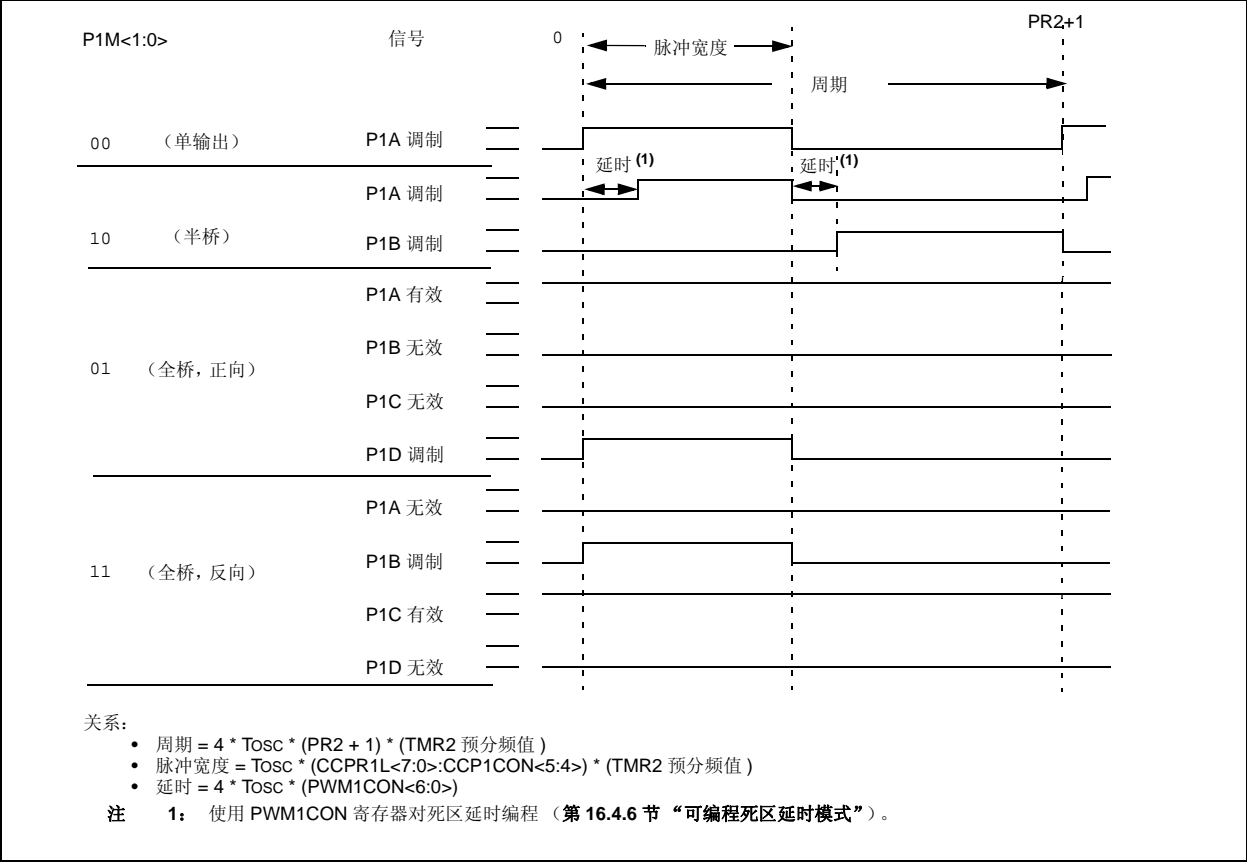 PR2+1
P1M<1:0> 信号 0 脉冲宽度
周期
00 （单输出） P1A 调制
延时 (1) 延时 (1)
P1A 调制
10 （半桥） P1B 调制
P1A 有效
P1B 无效
01 （全桥，正向）
P1C 无效
P1D 调制
P1A 无效
P1B 调制
11 （全桥，反向）
P1C 有效
P1D 无效
关系：
• 周期 = 4 * TOSC * (PR2 + 1) * (TMR2 预分频值 )
• 脉冲宽度 = TOSC * (CCPR1L<7:0>:CCP1CON<5:4>) * (TMR2 预分频值 )
• 延时 = 4 * TOSC * (PWM1CON<6:0>)
注 1： 使用 PWM1CON 寄存器对死区延时编程 （第 16.4.6 节 “可编程死区延时模式”）。